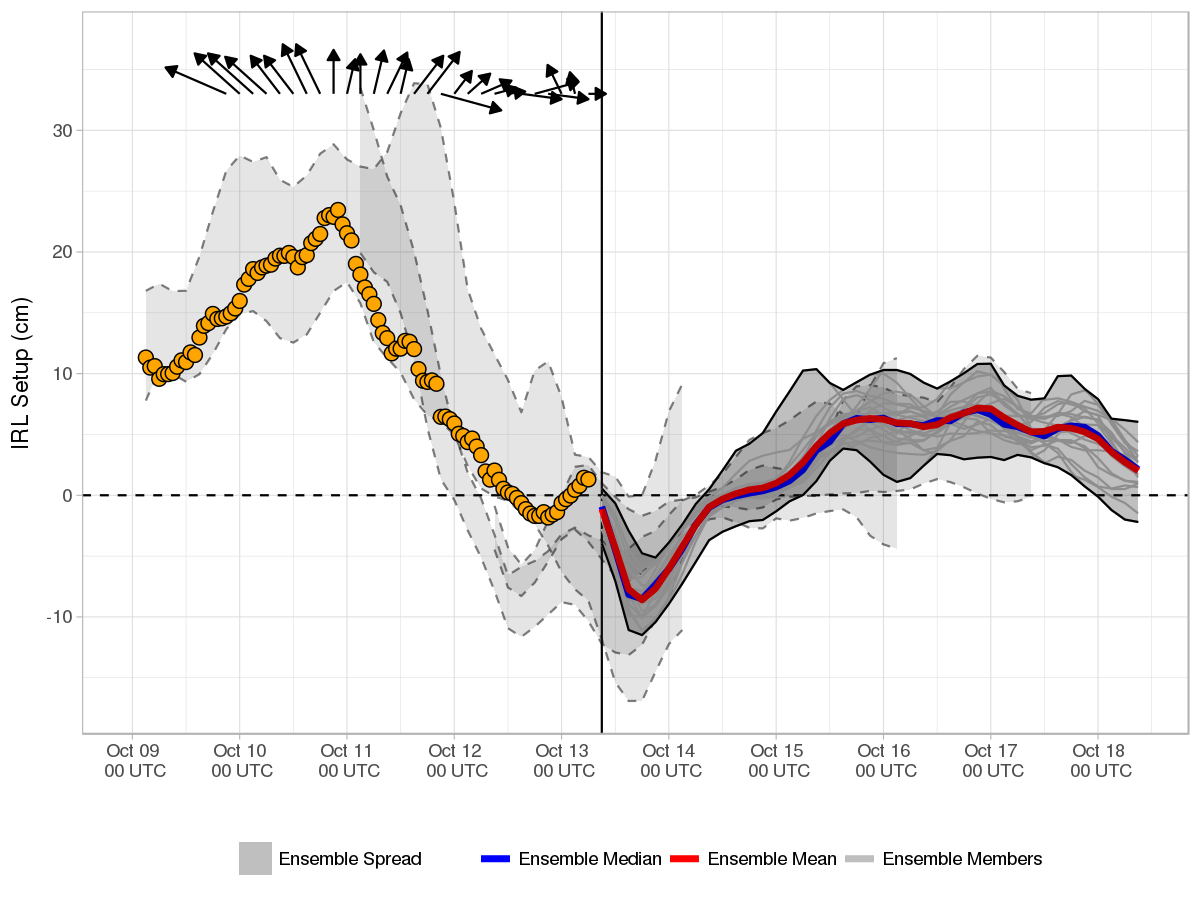 IRL Setup (cm)
30
20
10
0
-10
Oct 09 Oct 10 Oct 11 Oct 12 Oct 13 Oct 14 Oct 15 Oct 16 Oct 17 Oct 18
00 UTC 00 UTC 00 UTC 00 UTC 00 UTC 00 UTC 00 UTC 00 UTC 00 UTC 00 UTC
Ensemble Spread Ensemble Median Ensemble Mean Ensemble Members